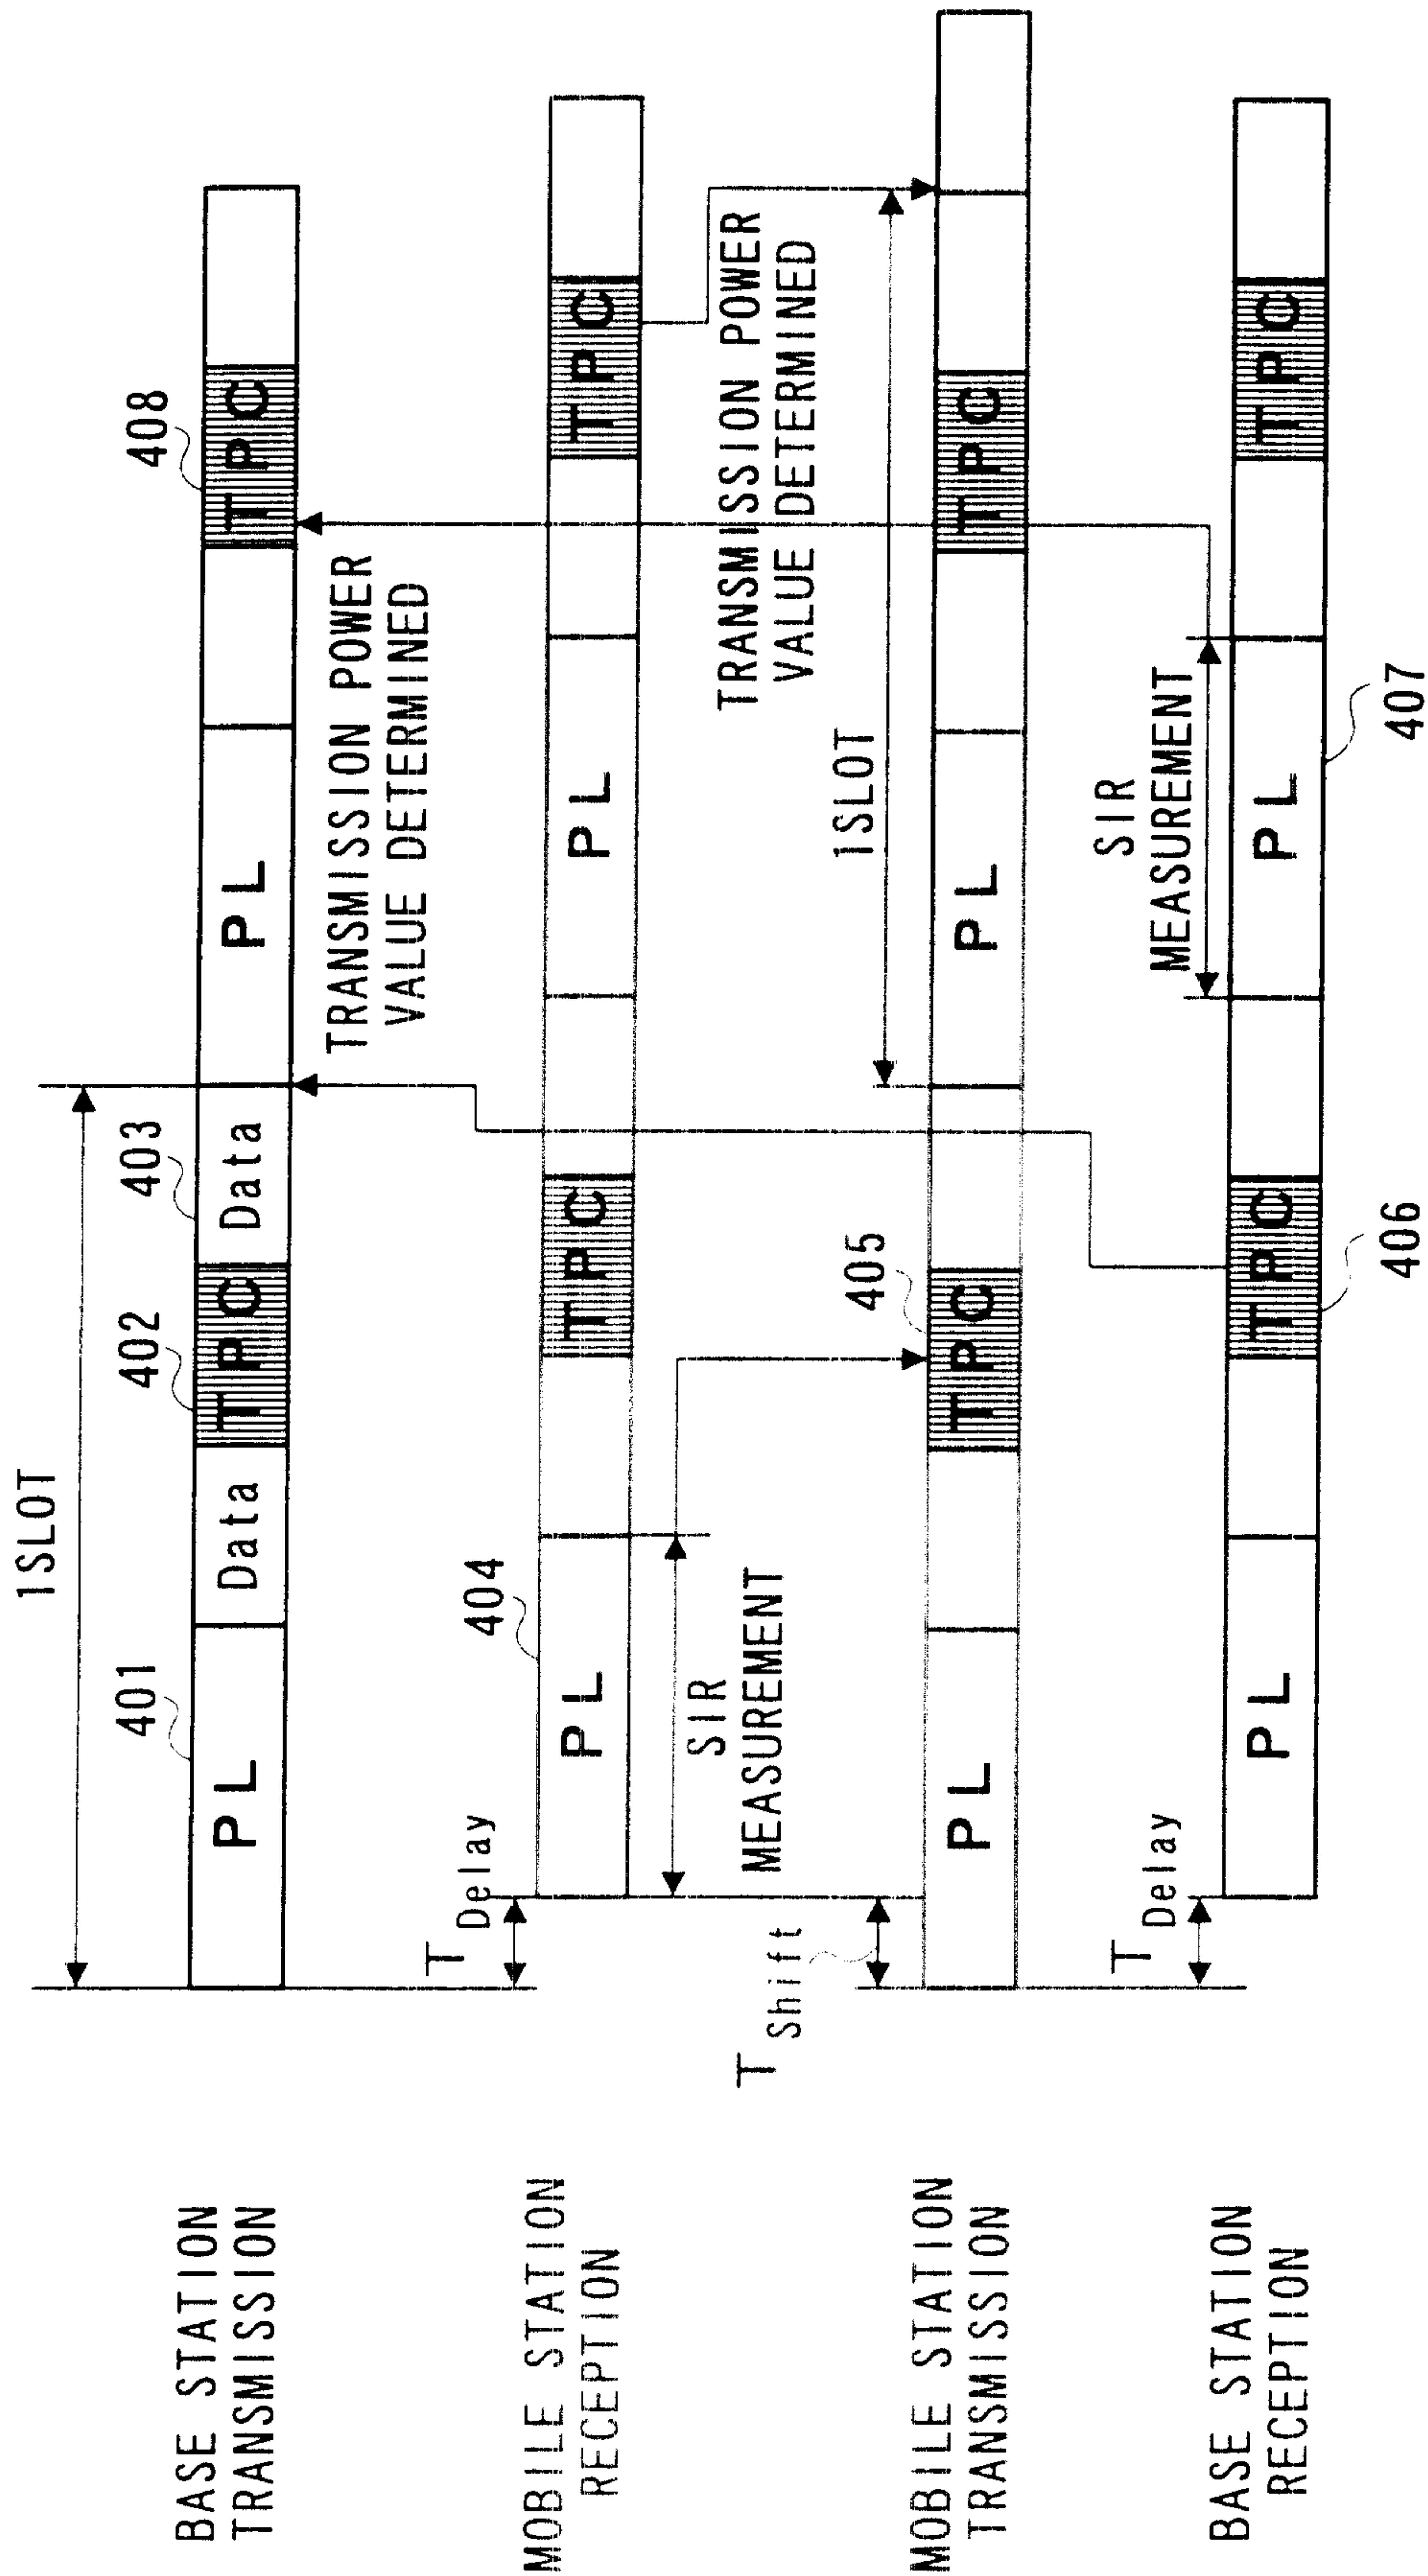 BASE STATION
TRANSMISSION
1SLOT
401
402
403
408
PL
Data
TPC
Data
PL
TPC
TRANSMISSION POWER
VALUE DETERMINED
MOBILE STATION
RECEPTION
T Delay
404
PL
TPC
PL
TPC
SIR
MEASUREMENT
TRANSMISSION POWER
VALUE DETERMINED
MOBILE STATION
TRANSMISSION
T Shift
405
1SLOT
PL
TPC
PL
TPC
BASE STATION
RECEPTION
T Delay
SIR
MEASUREMENT
PL
TPC
PL
TPC
406
407